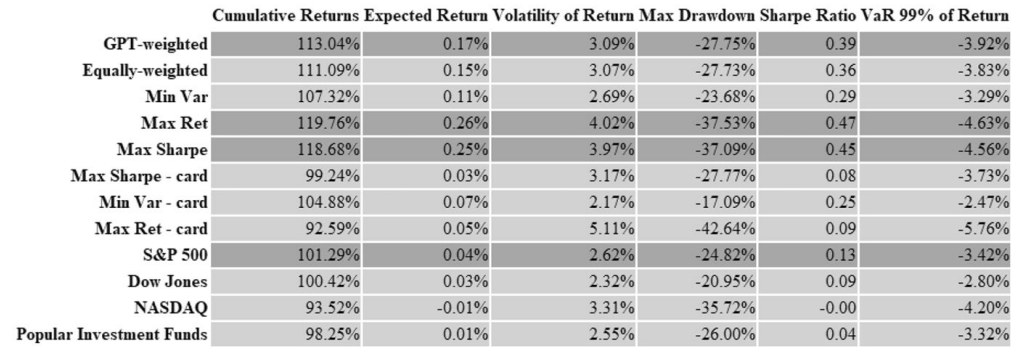 Cumulative Returns Expected Return Volatility of Return Max Drawdown Sharpe Ratio VaR 99% of Return
GPT-weighted 113.04% 0.17% 3.09% -27.75% 0.39 -3.92%
Equally-weighted 111.09% 0.15% 3.07% -27.73% 0.36 -3.83%
Min Var 107.32% 0.11% 2.69% -23.68% 0.29 -3.29%
Max Ret 119.76% 0.26% 4.02% -37.53% 0.47 -4.63%
Max Sharpe 118.68% 0.25% 3.97% -37.09% 0.45 -4.56%
Max Sharpe - card 99.24% 0.03% 3.17% -27.77% 0.08 -3.73%
Min Var - card 104.88% 0.07% 2.17% -17.09% 0.25 -2.47%
Max Ret - card 92.59% 0.05% 5.11% -42.64% 0.09 -5.76%
S&P 500 101.29% 0.04% 2.62% -24.82% 0.13 -3.42%
Dow Jones 100.42% 0.03% 2.32% -20.95% 0.09 -2.80%
NASDAQ 93.52% -0.01% 3.31% -35.72% -0.00 -4.20%
Popular Investment Funds 98.25% 0.01% 2.55% -26.00% 0.04 -3.32%